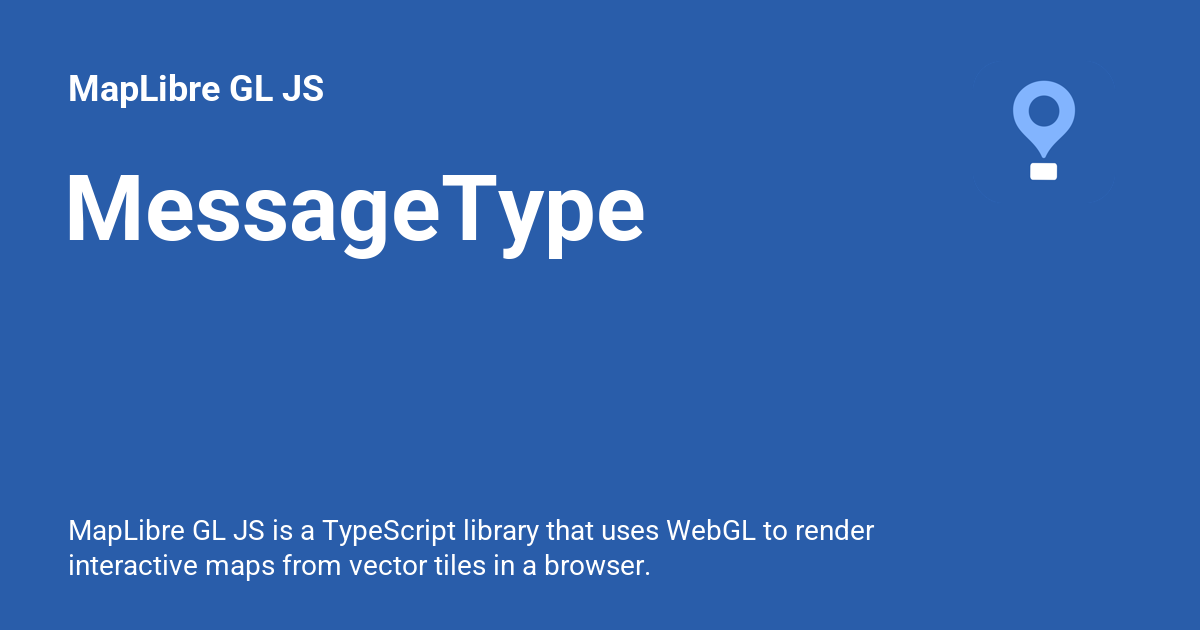 MapLibre GL JS
MessageType
MapLibre GL JS is a TypeScript library that uses WebGL to render
interactive maps from vector tiles in a browser.